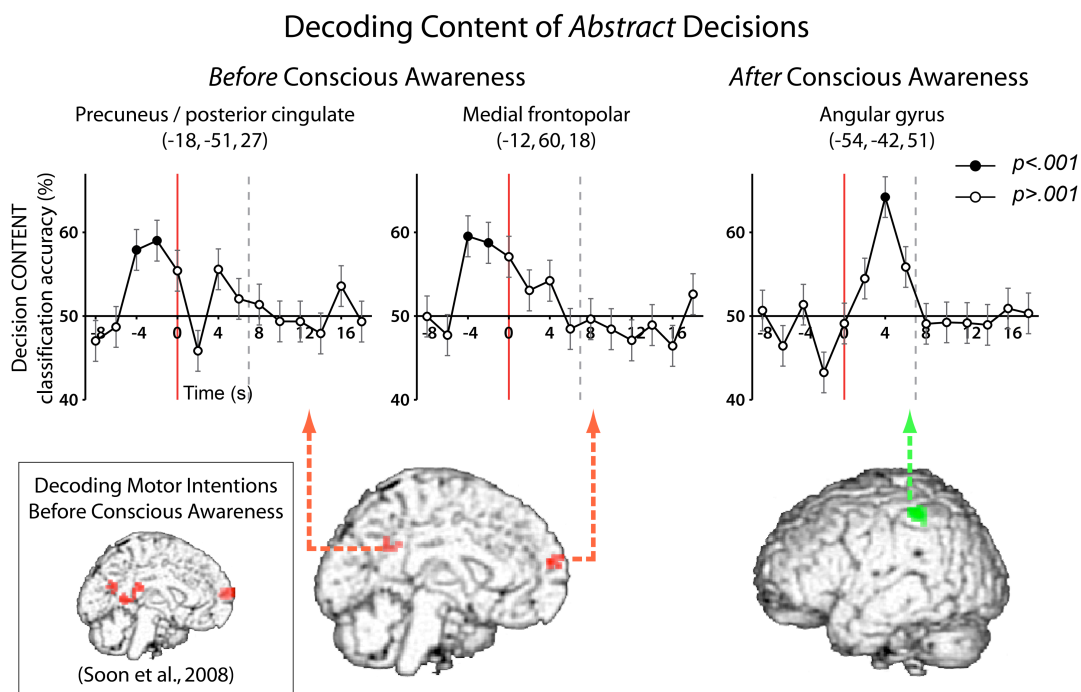 Decoding Content of Abstract Decisions
Before Conscious Awareness
After Conscious Awareness
Precuneus / posterior cingulate
(-18, -51, 27)
Medial frontopolar
(-12, 60, 18)
Angular gyrus
(-54, -42, 51)
p<.001
p>.001
Decision CONTENT
classification accuracy (%)
60
50
40
-8 -4 0 4 8 12 16
Time (s)
60
50
40
-8 -4 0 4 8 12 16
60
50
40
-8 -4 0 4 8 12 16
Decoding Motor Intentions
Before Conscious Awareness
(Soon et al., 2008)